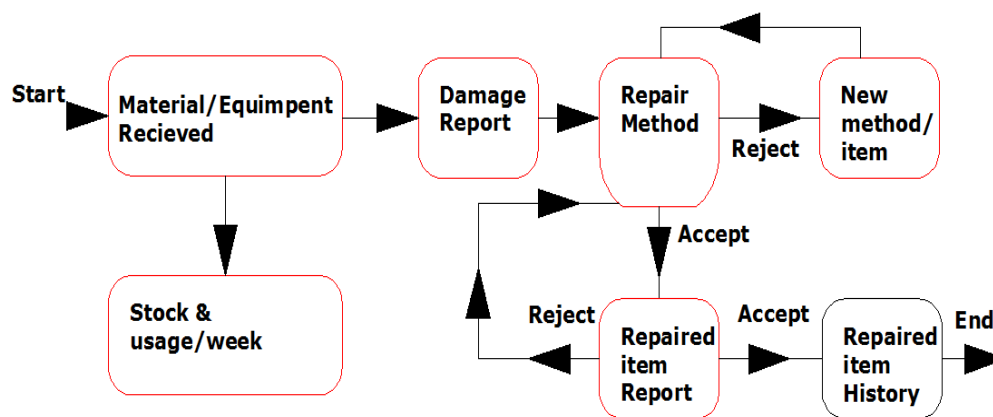 Start
Material/Equimpent
Recieved
Damage
Report
Repair
Method
Reject
New
method/
item
Accept
Stock &
usage/week
Reject
Repaired
item
Report
Accept
Repaired
item
History
End